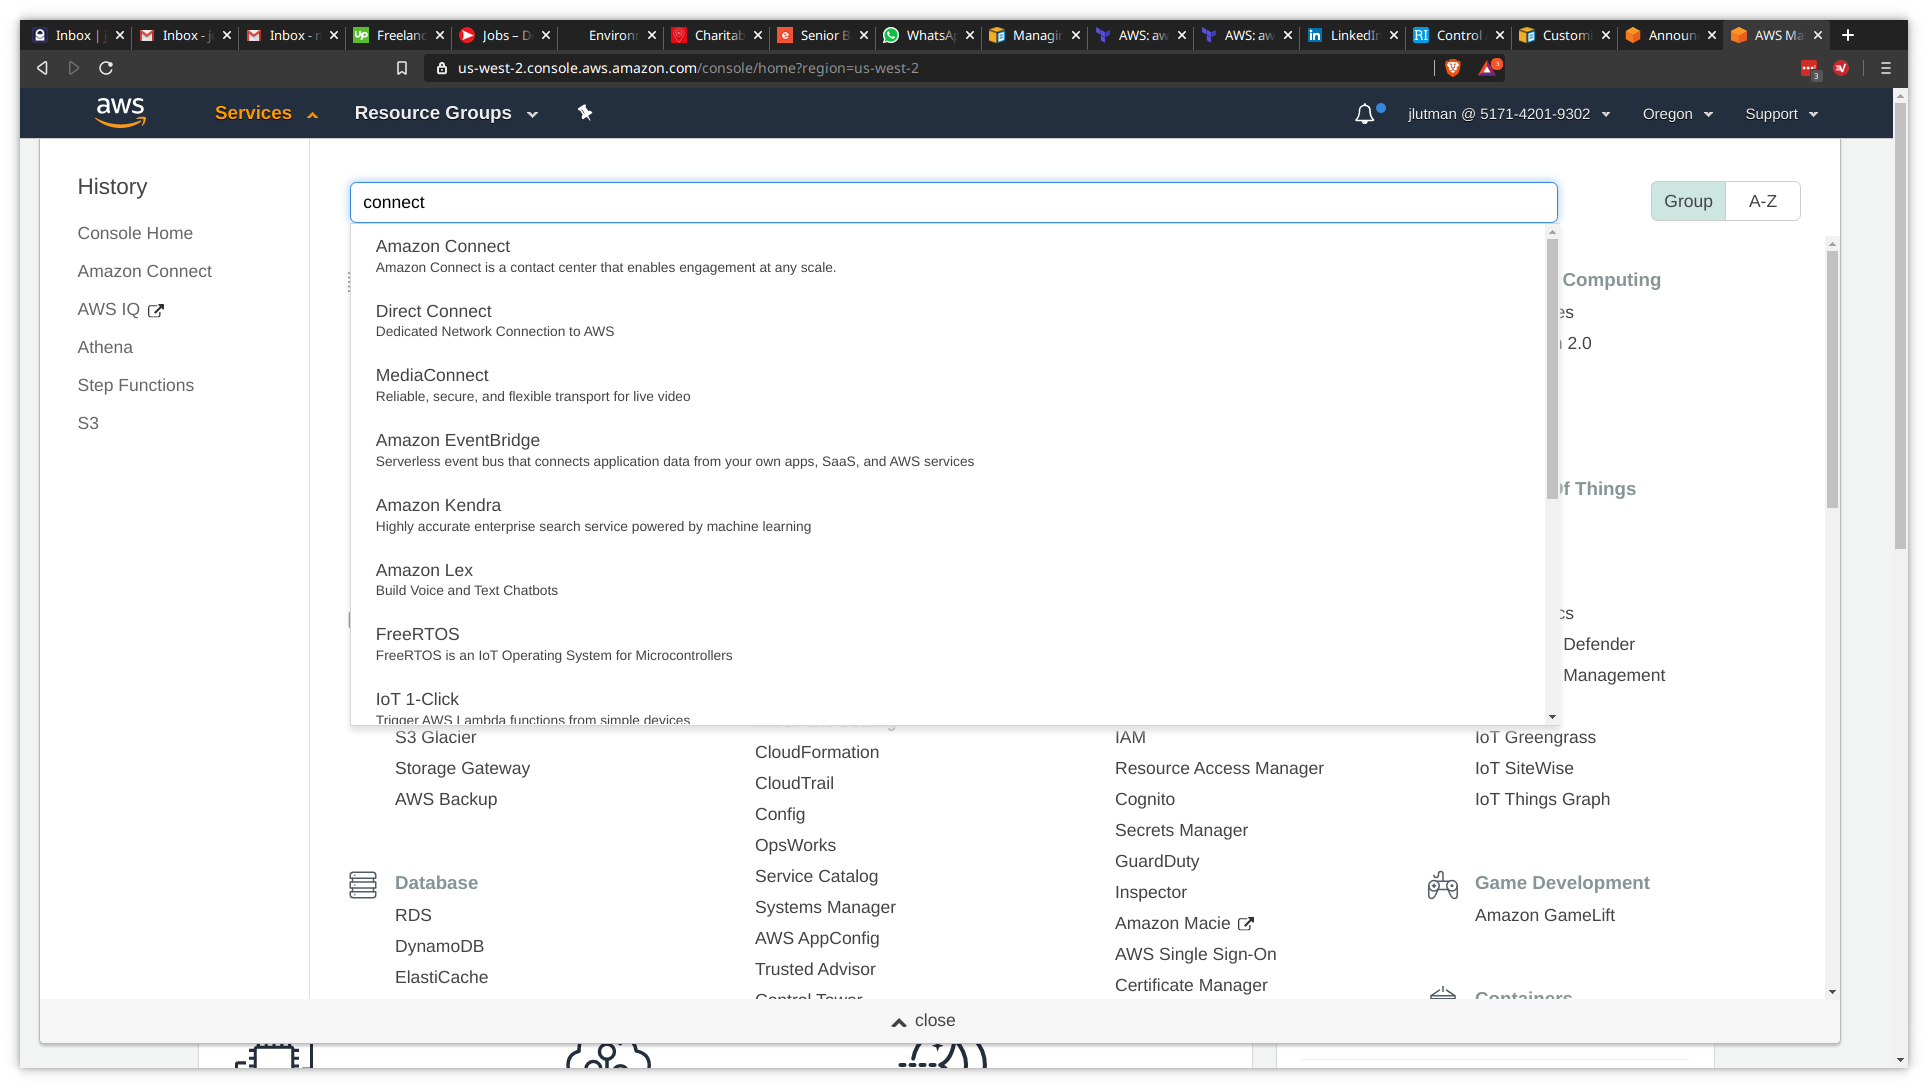 Inbox |
Inbox - j
Inbox -
Freelanc
Jobs – D
Environ
Charitab
Senior B
WhatsAp
Managin
AWS: aw
AWS: aw
LinkedIn
Control
Customi
Announ
AWS Ma
us-west-2.console.aws.amazon.com/console/home?region=us-west-2
aws
Services
Resource Groups
jlutman @ 5171-4201-9302
Oregon
Support
History
Console Home
Amazon Connect
AWS IQ
Athena
Step Functions
S3
connect
Group
A-Z
Amazon Connect
Amazon Connect is a contact center that enables engagement at any scale.
Direct Connect
Dedicated Network Connection to AWS
MediaConnect
Reliable, secure, and flexible transport for live video
Amazon EventBridge
Serverless event bus that connects application data from your own apps, SaaS, and AWS services
Amazon Kendra
Highly accurate enterprise search service powered by machine learning
Amazon Lex
Build Voice and Text Chatbots
FreeRTOS
FreeRTOS is an IoT Operating System for Microcontrollers
IoT 1-Click
Trigger AWS Lambda functions from simple devices
Computing
es
2.0
Of Things
cs
Defender
Management
S3 Glacier
Storage Gateway
AWS Backup
Database
RDS
DynamoDB
ElastiCache
CloudFormation
CloudTrail
Config
OpsWorks
Service Catalog
Systems Manager
AWS AppConfig
Trusted Advisor
Control Tower
IAM
Resource Access Manager
Cognito
Secrets Manager
GuardDuty
Inspector
Amazon Macie
AWS Single Sign-On
Certificate Manager
IoT Greengrass
IoT SiteWise
IoT Things Graph
Game Development
Amazon GameLift
Containers
close